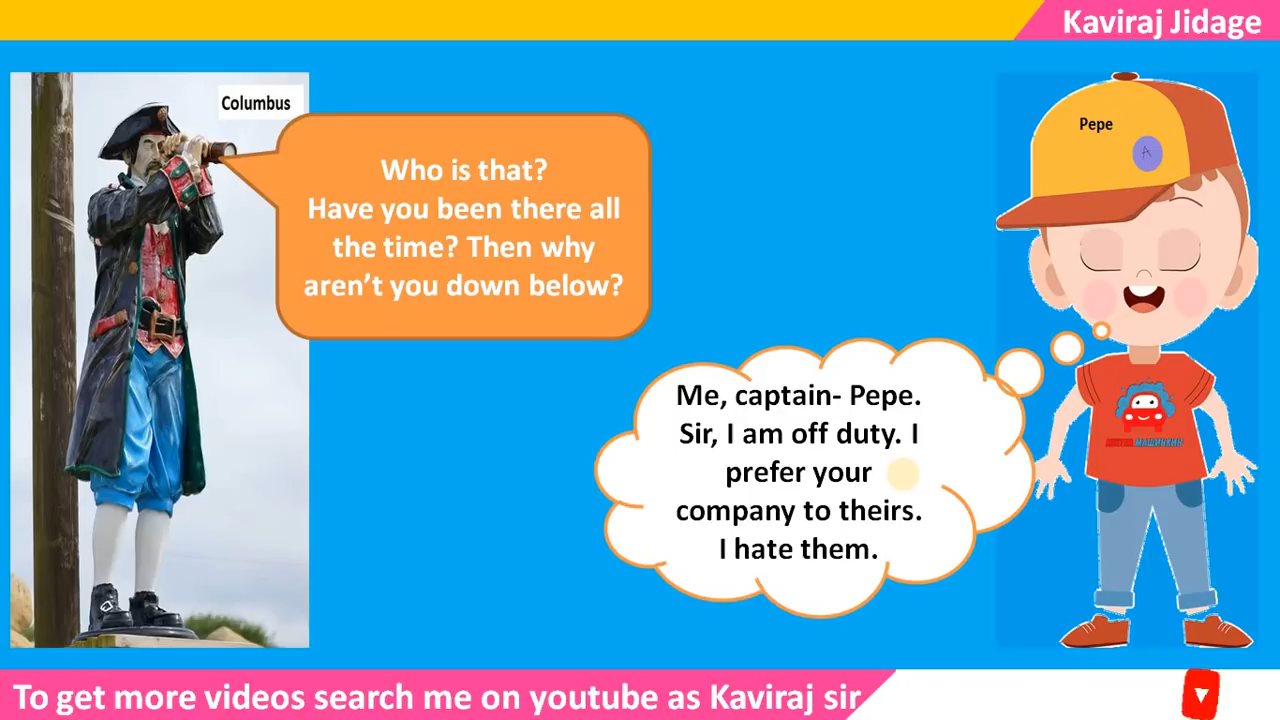 Kaviraj Jidage
Columbus
Who is that?
Have you been there all
the time? Then why
aren’t you down below?
Pepe
A
Me, captain- Pepe.
Sir, I am off duty. I
prefer your
company to theirs.
I hate them.
To get more videos search me on youtube as Kaviraj sir